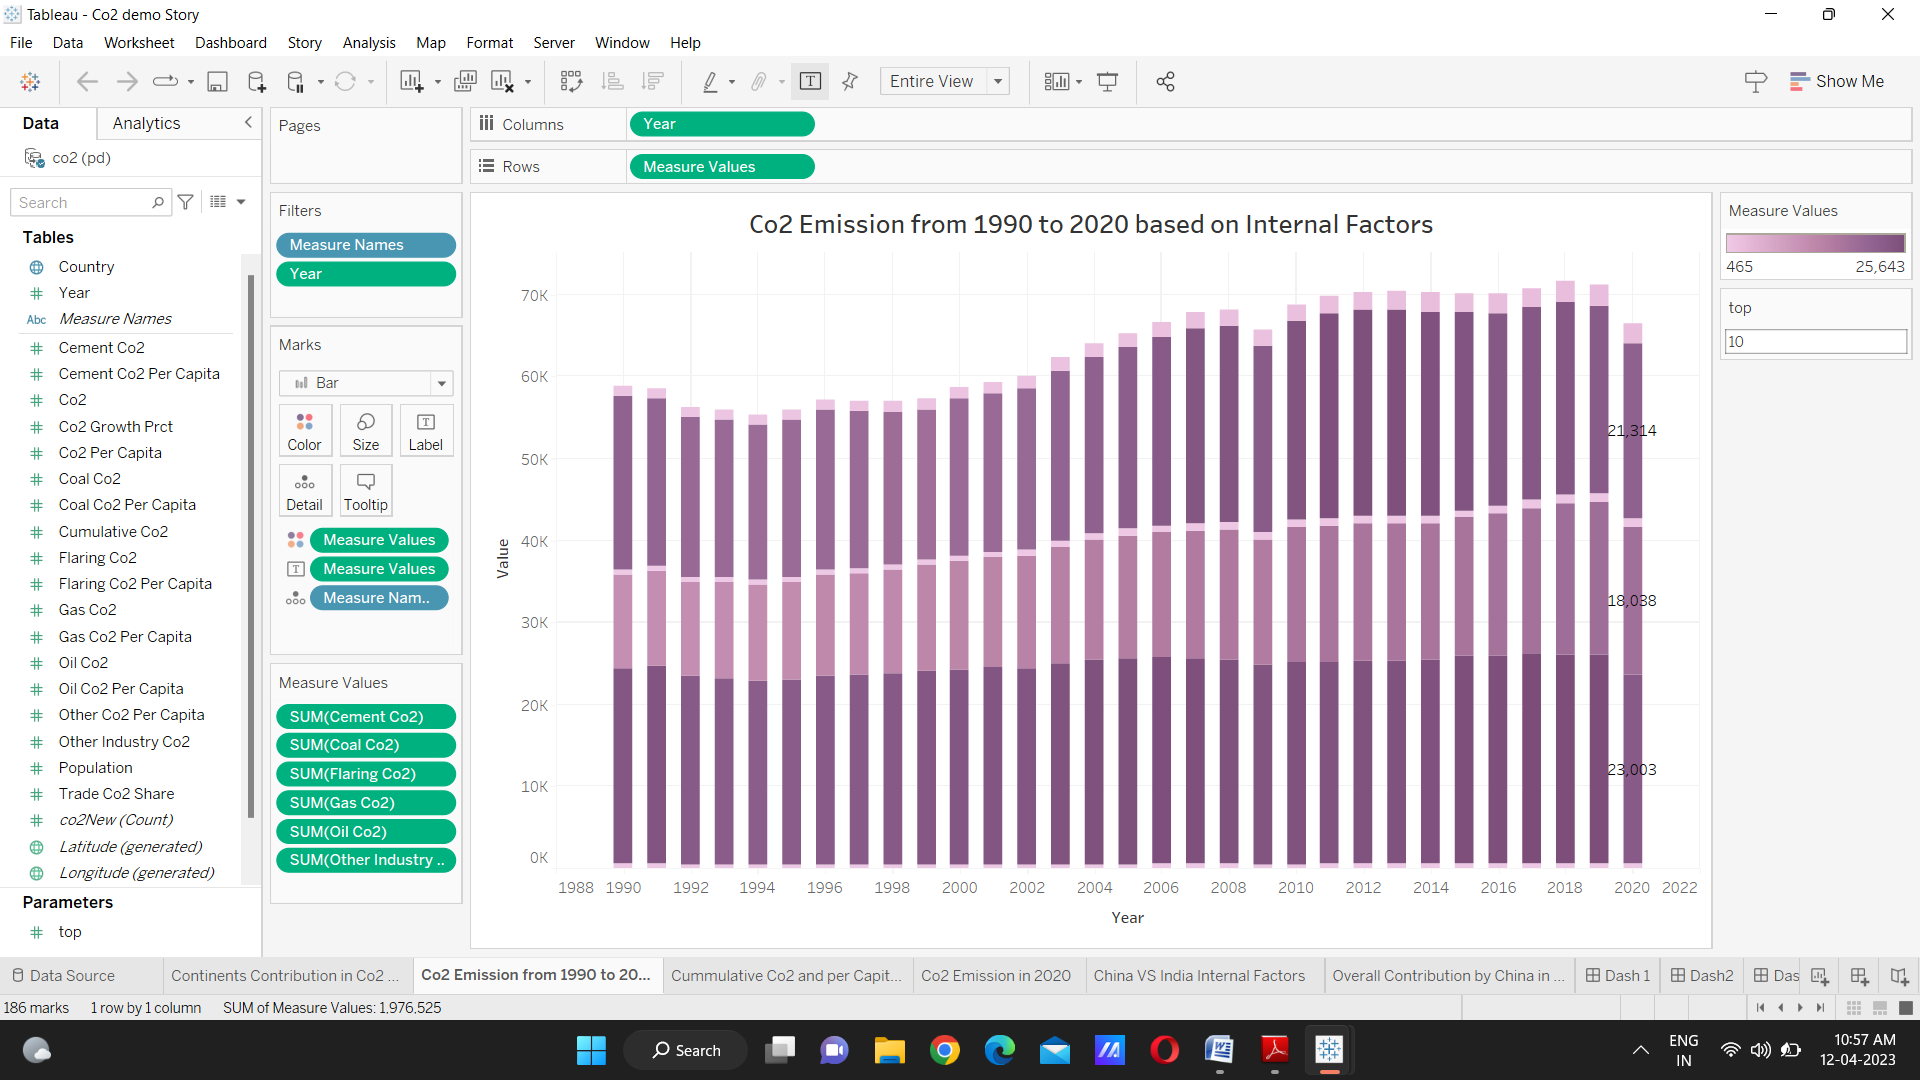 Tableau - Co2 demo Story
File Data Worksheet Dashboard Story Analysis Map Format Server Window Help
Entire View
Show Me
Data
Analytics
co2 (pd)
Search
Tables
Country
Year
Abc Measure Names
Cement Co2
Cement Co2 Per Capita
Co2
Co2 Growth Prct
Co2 Per Capita
Coal Co2
Coal Co2 Per Capita
Cumulative Co2
Flaring Co2
Flaring Co2 Per Capita
Gas Co2
Gas Co2 Per Capita
Oil Co2
Oil Co2 Per Capita
Other Co2 Per Capita
Other Industry Co2
Population
Trade Co2 Share
co2New (Count)
Latitude (generated)
Longitude (generated)
Parameters
top
Pages
Filters
Measure Names
Year
Marks
Bar
Color Size Label
Detail Tooltip
Measure Values
Measure Values
Measure Nam..
Measure Values
SUM(Cement Co2)
SUM(Coal Co2)
SUM(Flaring Co2)
SUM(Gas Co2)
SUM(Oil Co2)
SUM(Other Industry ..
Columns Year
Rows Measure Values
Co2 Emission from 1990 to 2020 based on Internal Factors
70K
60K
50K
40K
30K
20K
10K
0K
Value
21,314
18,038
23,003
1988 1990 1992 1994 1996 1998 2000 2002 2004 2006 2008 2010 2012 2014 2016 2018 2020 2022
Year
Measure Values
465 25,643
top
10
Data Source Continents Contribution in Co2 ... Co2 Emission from 1990 to 20... Cummulative Co2 and per Capit... Co2 Emission in 2020 China VS India Internal Factors Overall Contribution by China in ... Dash 1 Dash2 Das
186 marks 1 row by 1 column SUM of Measure Values: 1,976,525
Search
ENG
IN
10:57 AM
12-04-2023